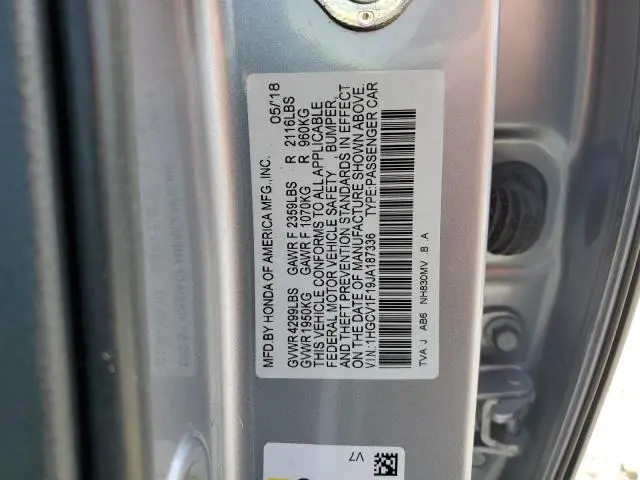 MFD.BY HONDA OF AMERICA MFG.,INC. 05/'18
GVWR 4299LBS GAWR F 2359LBS R 2116LBS
GVWR 1950KG GAWR F 1070KG R 960KG
THIS VEHICLE CONFORMS TO ALL APPLICABLE
FEDERAL MOTOR VEHICLE SAFETY , BUMPER,
AND THEFT PREVENTION STANDARDS IN EFFECT
ON THE DATE OF MANUFACTURE SHOWN ABOVE.
V.I.N.:1HGCV1F19JA187336 TYPE:PASSENGER CAR
TVA J AB6 NH830MV .B .A
V7